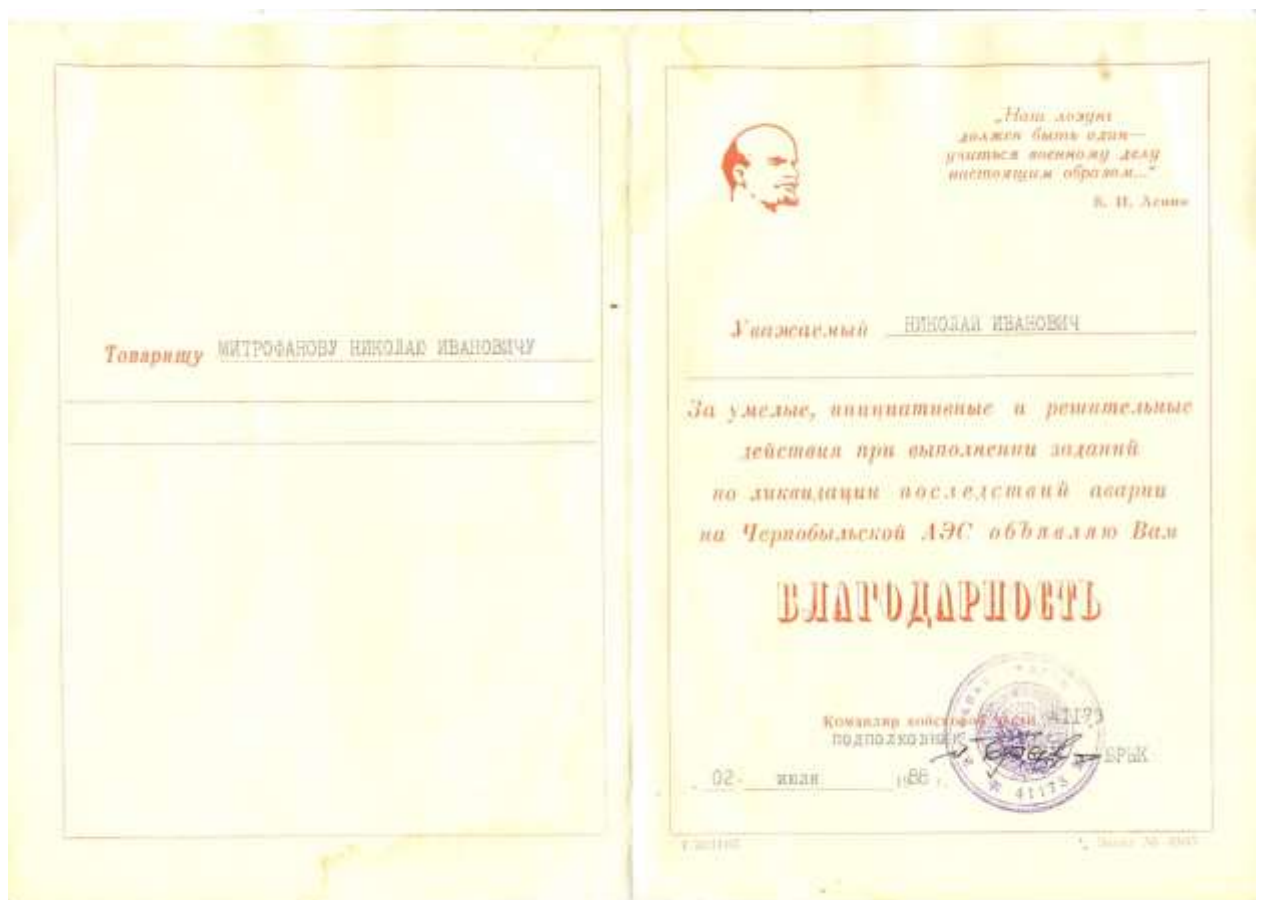 Товарищу МИТРОФАНОВУ НИКОЛАЮ ИВАНОВИЧУ
„Наш лозунг
должен быть один—
учиться военному делу
настоящим образом...“
В. И. Ленин
Уважаемый НИКОЛАЙ ИВАНОВИЧ
За умелые, инициативные и решительные
действия при выполнении заданий
по ликвидации последствий аварии
на Чернобыльской АЭС объявляю Вам
БЛАГОДАРНОСТЬ
Командир войсковой части 41173
ПОДПОЛКОВНИК
02 июля 1988 г.
41173